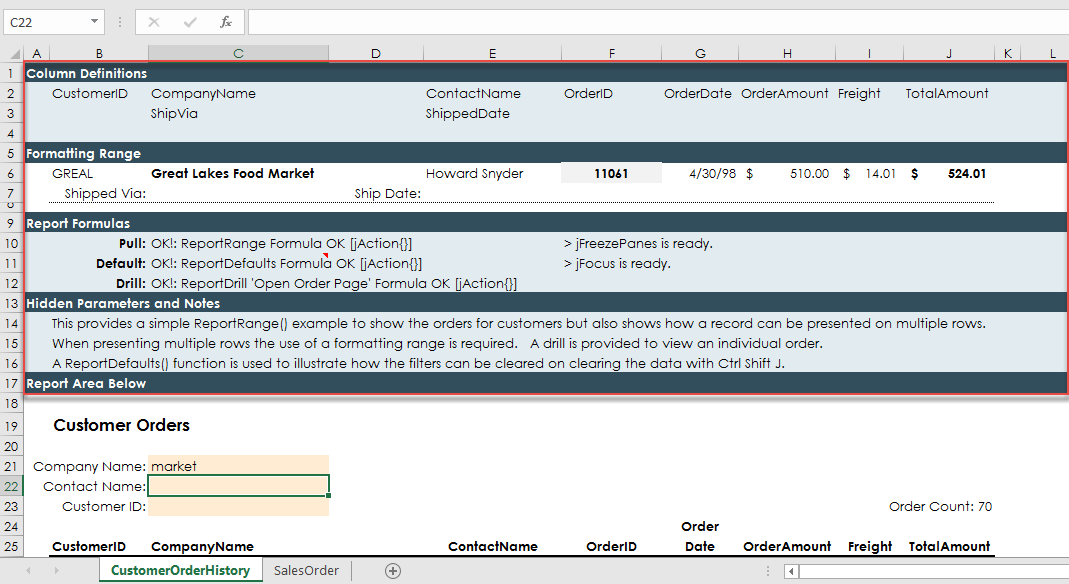 C22 fx
A B C D E F G H I J K L
1 Column Definitions
2 CustomerID CompanyName ContactName OrderID OrderDate OrderAmount Freight TotalAmount
3 ShipVia ShippedDate
4
5 Formatting Range
6 GREAL Great Lakes Food Market Howard Snyder 11061 4/30/98 $ 510.00 $ 14.01 $ 524.01
7 Shipped Via: Ship Date:
8
9 Report Formulas
10 Pull: OK!: ReportRange Formula OK [jAction{}] > jFreezePanes is ready.
11 Default: OK!: ReportDefaults Formula OK [jAction{}] > jFocus is ready.
12 Drill: OK!: ReportDrill 'Open Order Page' Formula OK [jAction{}]
13 Hidden Parameters and Notes
14 This provides a simple ReportRange() example to show the orders for customers but also shows how a record can be presented on multiple rows.
15 When presenting multiple rows the use of a formatting range is required. A drill is provided to view an individual order.
16 A ReportDefaults() function is used to illustrate how the filters can be cleared on clearing the data with Ctrl Shift J.
17 Report Area Below
18
19 Customer Orders
20
21 Company Name: market
22 Contact Name:
23 Customer ID: Order Count: 70
24 Order
25 CustomerID CompanyName ContactName OrderID Date OrderAmount Freight TotalAmount
CustomerOrderHistory SalesOrder